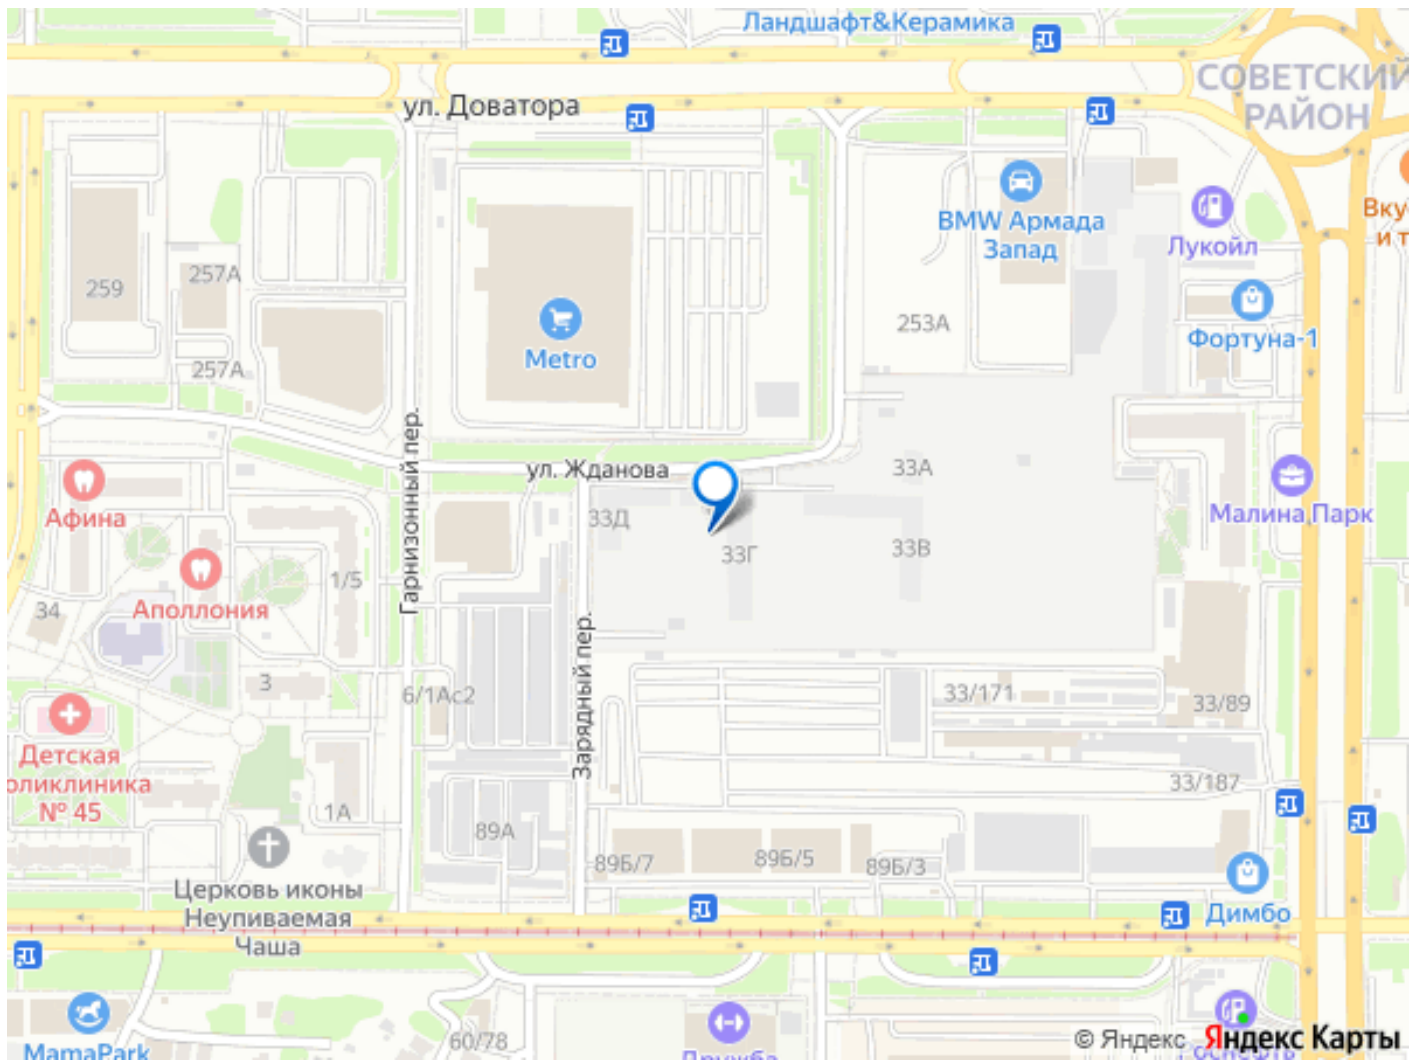 Ландшафт&Керамика
СОВЕТСКИЙ
РАЙОН
ул. Доватора
BMW Армада
Запад
Лукойл
Вку
и т
257А
259
253А
Фортуна-1
Metro
257А
Гарнизонный пер.
ул. Жданова
33А
Афина
33Д
Малина Парк
33Г
33В
1/5
Аполлония
34
Зарядный пер.
3
6/1Ас2
33/171
33/89
Детская
оликлиника
№ 45
33/187
1А
89А
89Б/7
89Б/5
89Б/3
Церковь иконы
Неупиваемая
Чаша
Димбо
60/78
MamaPark
Дружба
© Яндекс
Яндекс Карты
Роснефть